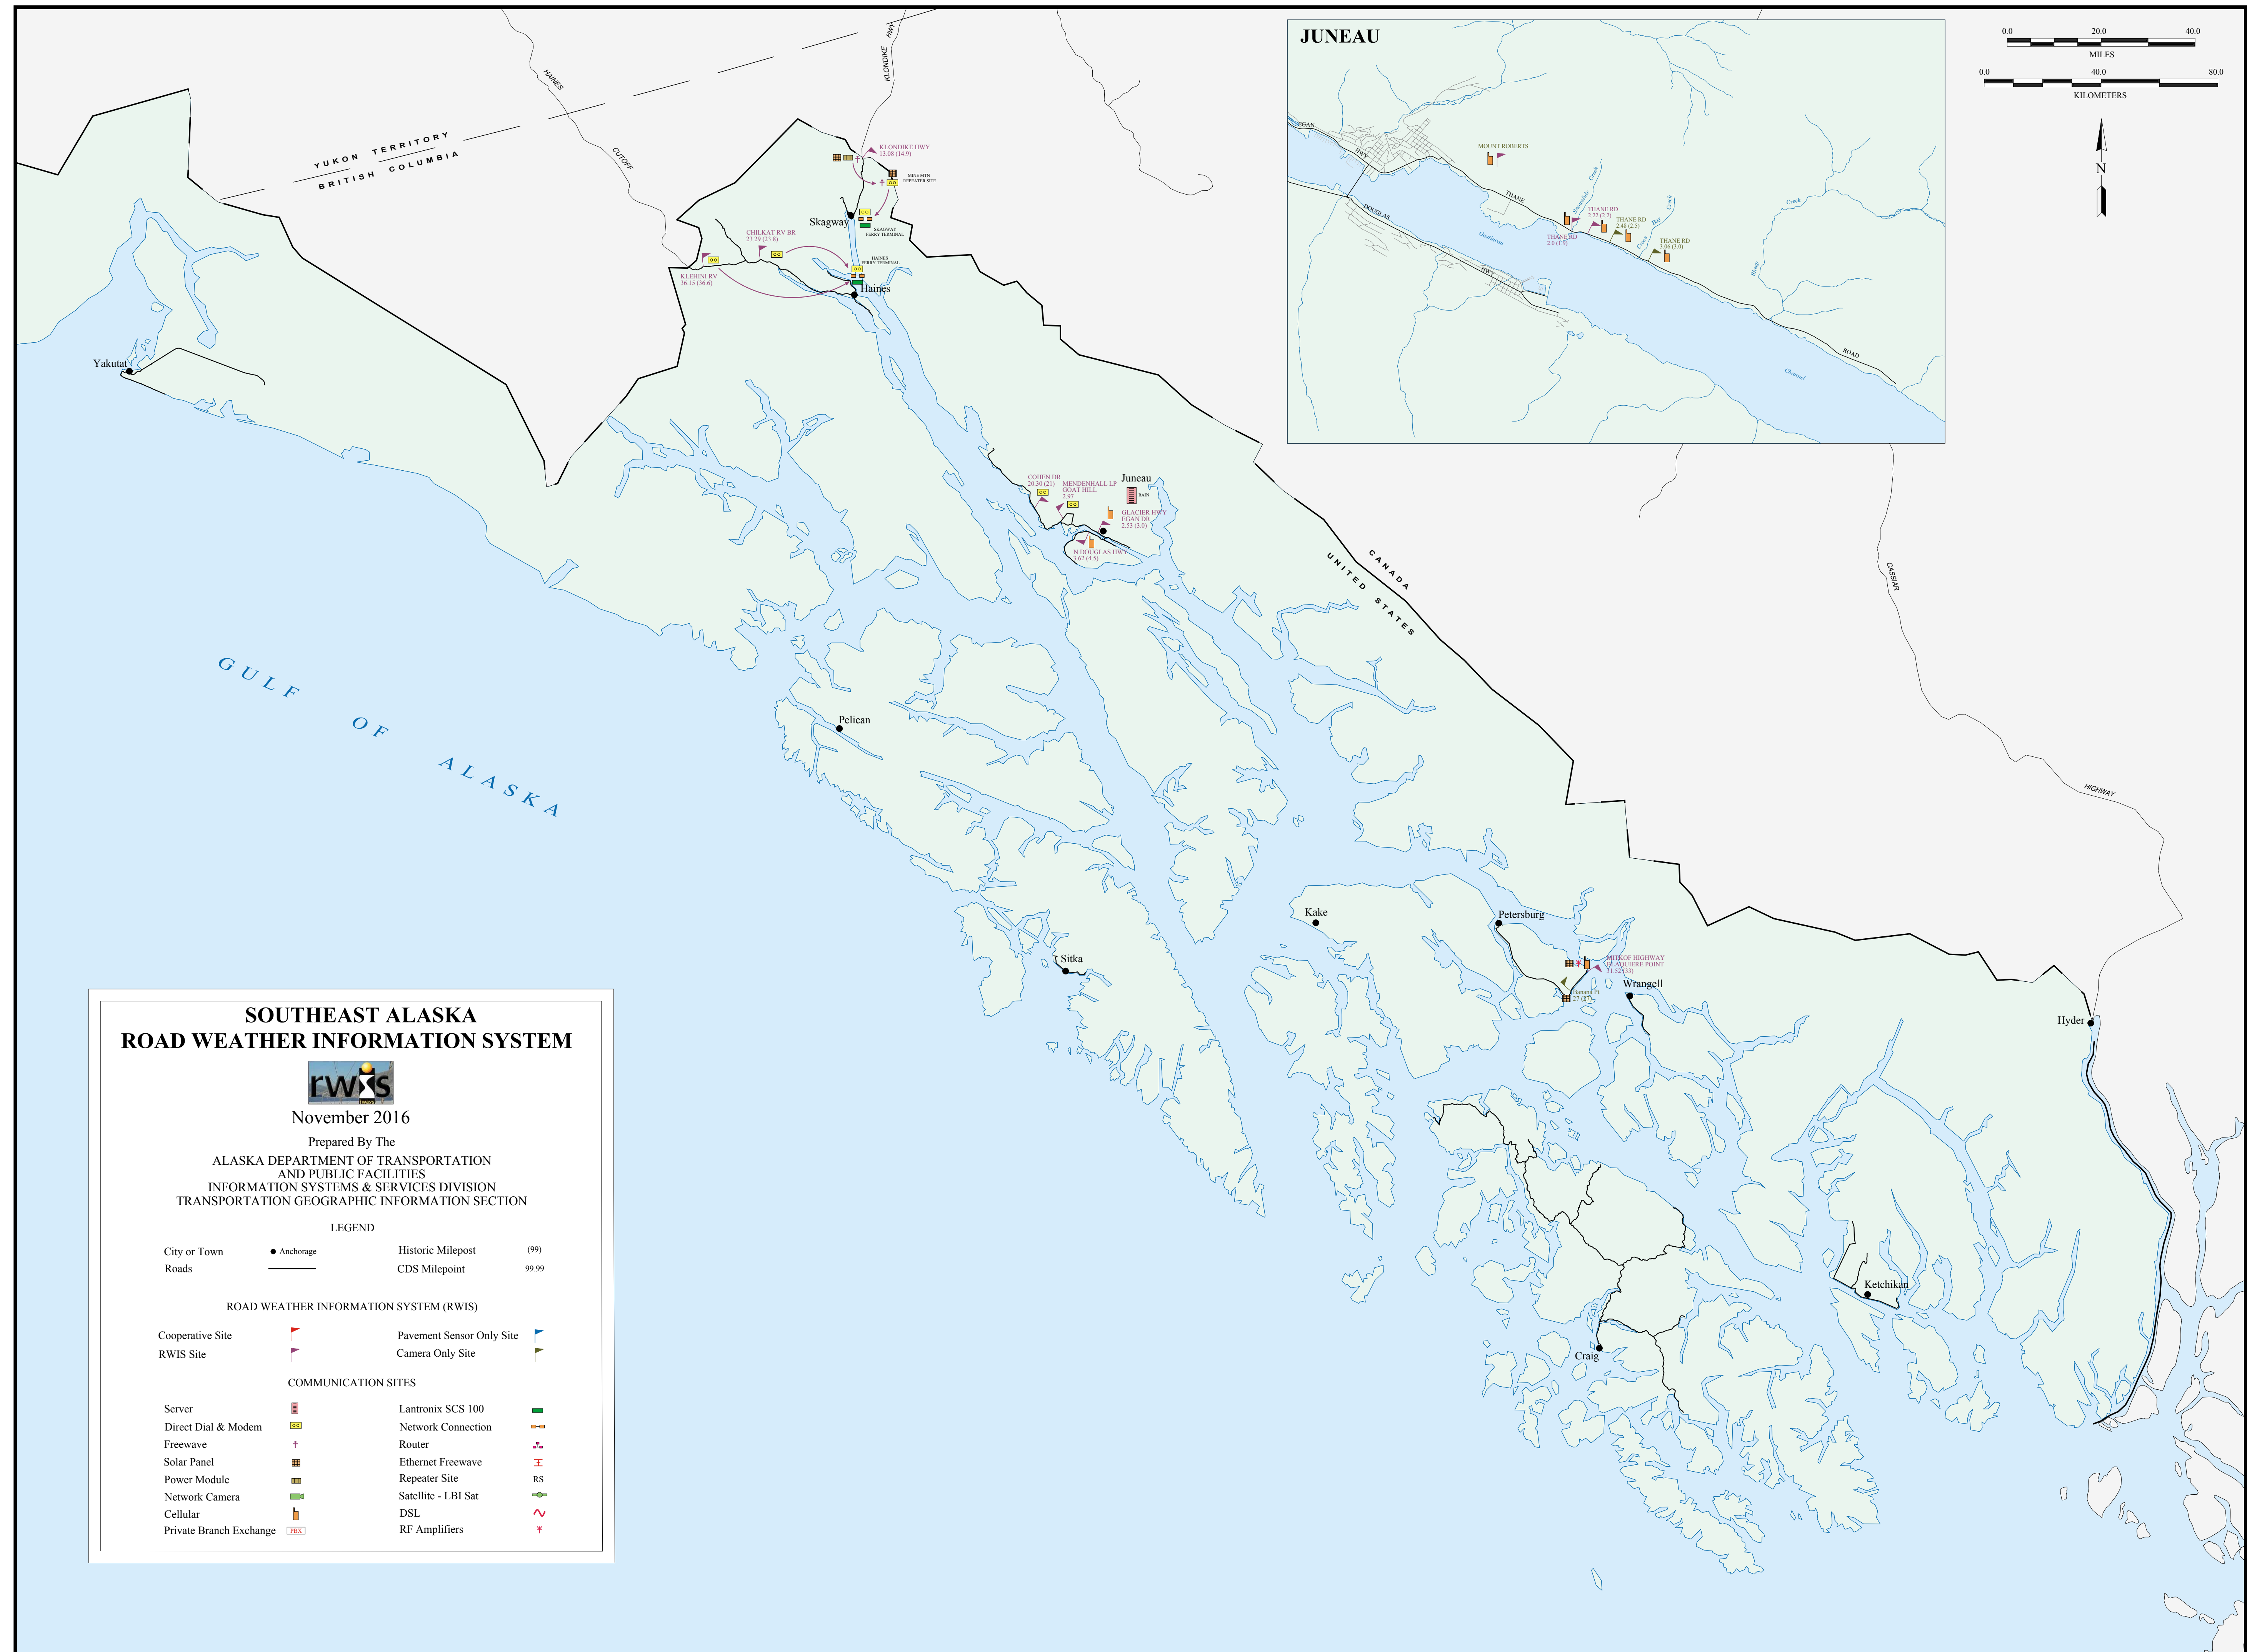 JUNEAU
0.0 20.0 40.0
MILES
0.0 40.0 80.0
KILOMETERS
N
HAINES
CUTOFF
KLONDIKE HWY
YUKON TERRITORY
BRITISH COLUMBIA
KLONDIKE HWY
13.08 (14.9)
MINE MTN
REPEATER SITE
Skagway
SKAGWAY
FERRY TERMINAL
CHILKAT RV BR
23.29 (23.8)
KLEHINI RV
36.15 (36.6)
HAINES
FERRY TERMINAL
Haines
Yakutat
EGAN
HWY
MOUNT ROBERTS
THANE
DOUGLAS
HWY
Gastineau
Channel
Snowslide Creek
Cross Bay Creek
Sheep
Creek
THANE RD
2.22 (2.2)
THANE RD
2.0 (1.9)
THANE RD
2.48 (2.5)
THANE RD
3.06 (3.0)
ROAD
COHEN DR
20.30 (21)
MENDENHALL LP
GOAT HILL
2.97
Juneau
RAIN
GLACIER HWY
EGAN DR
2.53 (3.0)
N DOUGLAS HWY
3.62 (4.5)
CANADA
UNITED STATES
CASSIAR
HIGHWAY
GULF OF ALASKA
Pelican
Sitka
Kake
Petersburg
MITKOF HIGHWAY
BLAQUIERE POINT
31.52 (33)
Banana Pt
27 (27)
Wrangell
Hyder
Ketchikan
Craig
SOUTHEAST ALASKA
ROAD WEATHER INFORMATION SYSTEM
rwis
November 2016
Prepared By The
ALASKA DEPARTMENT OF TRANSPORTATION
AND PUBLIC FACILITIES
INFORMATION SYSTEMS & SERVICES DIVISION
TRANSPORTATION GEOGRAPHIC INFORMATION SECTION
LEGEND
City or Town Anchorage Historic Milepost (99)
Roads CDS Milepoint 99.99
ROAD WEATHER INFORMATION SYSTEM (RWIS)
Cooperative Site Pavement Sensor Only Site
RWIS Site Camera Only Site
COMMUNICATION SITES
Server Lantronix SCS 100
Direct Dial & Modem Network Connection
Freewave Router
Solar Panel Ethernet Freewave
Power Module Repeater Site RS
Network Camera Satellite - LBI Sat
Cellular DSL
Private Branch Exchange PBX RF Amplifiers